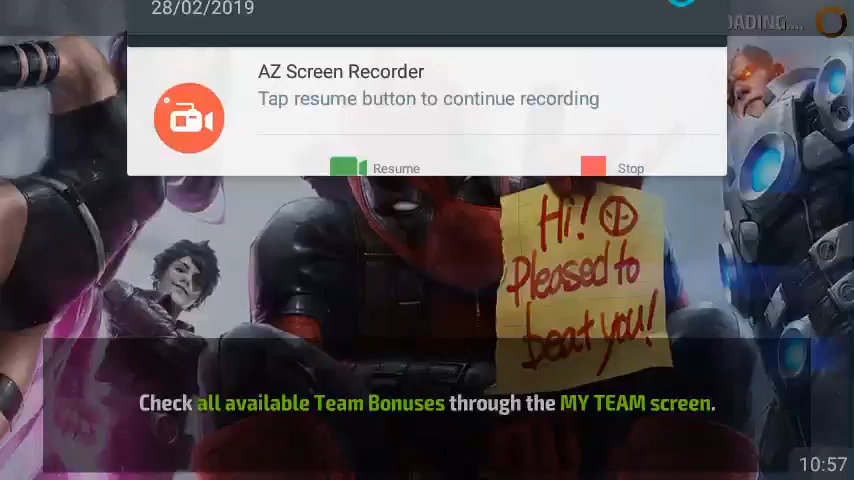 28/02/2019
OADING....
AZ Screen Recorder
Tap resume button to continue recording
Resume
Stop
Hi!
Pleased to
beat you!
Check all available Team Bonuses through the MY TEAM screen.
10:57